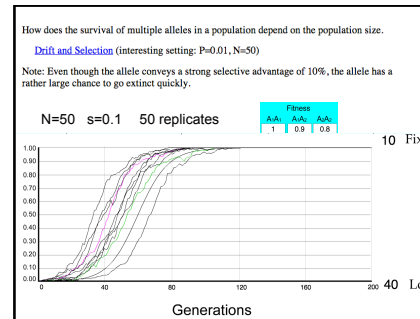 How does the survival of multiple alleles in a population depend on the population size.
Drift and Selection (interesting setting: P=0.01, N=50)
Note: Even though the allele conveys a strong selective advantage of 10%, the allele has a
rather large chance to go extinct quickly.
N=50 s=0.1 50 replicates
Fitness
A1A1 A1A2 A2A2
1 0.9 0.8
10 Fix
1.00
0.90
0.80
0.70
0.60
0.50
0.40
0.30
0.20
0.10
0.00
0 40 80 120 160 200
40 Lo
Generations